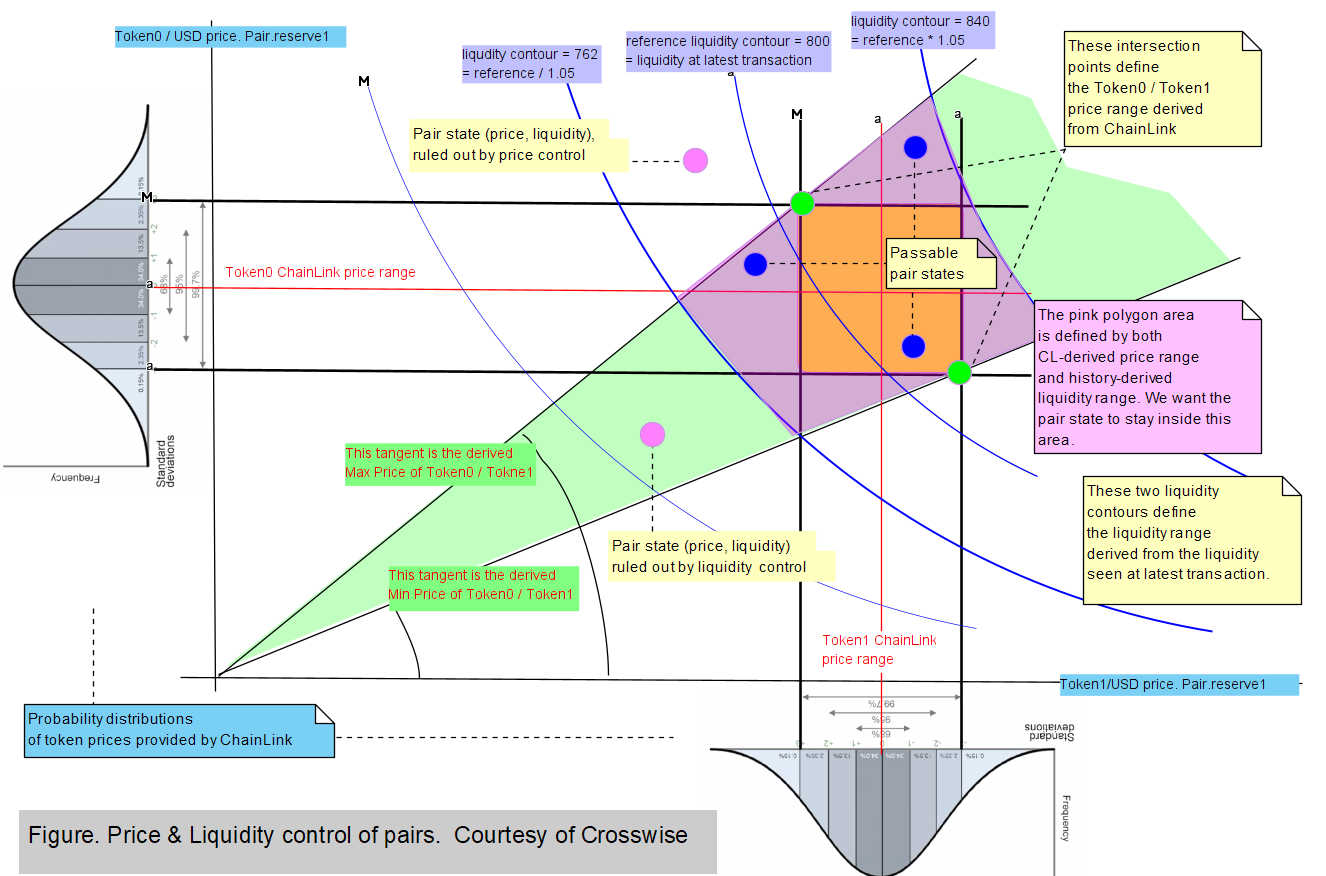 Token0 / USD price. Pair.reserve1
liqudity contour = 762
= reference / 1.05
reference liquidity contour = 800
= liquidity at latest transaction
liquidity contour = 840
= reference * 1.05
These intersection
points define
the Token0 / Token1
price range derived
from ChainLink
M
M
a
a
a
Pair state (price, liquidity),
ruled out by price control
M
a
a
0.15%
2.35%
13.5%
34.0%
34.0%
13.5%
2.35%
0.15%
+2
+1
0
-1
-2
68%
95%
99.7%
Standard
deviations
Frequency
Token0 ChainLink price range
Passable
pair states
The pink polygon area
is defined by both
CL-derived price range
and history-derived
liquidity range. We want the
pair state to stay inside this
area.
This tangent is the derived
Max Price of Token0 / Tokne1
These two liquidity
contours define
the liquidity range
derived from the liquidity
seen at latest transaction.
Pair state (price, liquidity)
ruled out by liquidity control
This tangent is the derived
Min Price of Token0 / Token1
Token1 ChainLink
price range
Token1/USD price. Pair.reserve1
Probability distributions
of token prices provided by ChainLink
99.7%
95%
68%
+2
+1
0
-1
-2
0.15%
2.35%
13.5%
34.0%
34.0%
13.5%
2.35%
0.15%
Standard
deviations
Frequency
Figure. Price & Liquidity control of pairs. Courtesy of Crosswise